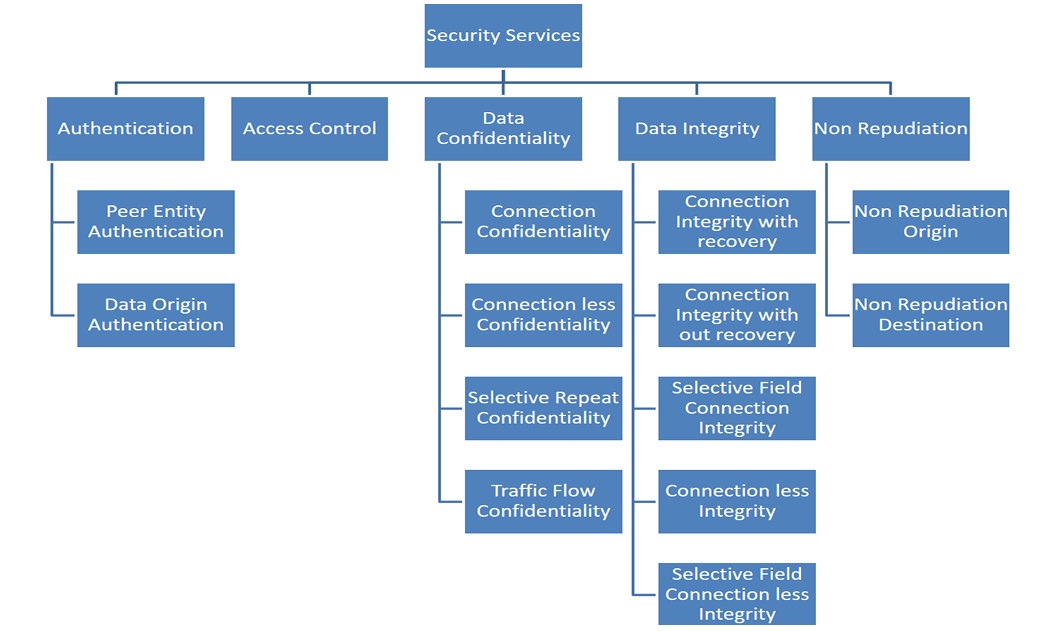 Security Services
Authentication
Access Control
Data
Confidentiality
Data Integrity
Non Repudiation
Peer Entity
Authentication
Data Origin
Authentication
Connection
Confidentiality
Connection less
Confidentiality
Selective Repeat
Confidentiality
Traffic Flow
Confidentiality
Connection
Integrity with
recovery
Connection
Integrity with
out recovery
Selective Field
Connection
Integrity
Connection less
Integrity
Selective Field
Connection less
Integrity
Non Repudiation
Origin
Non Repudiation
Destination